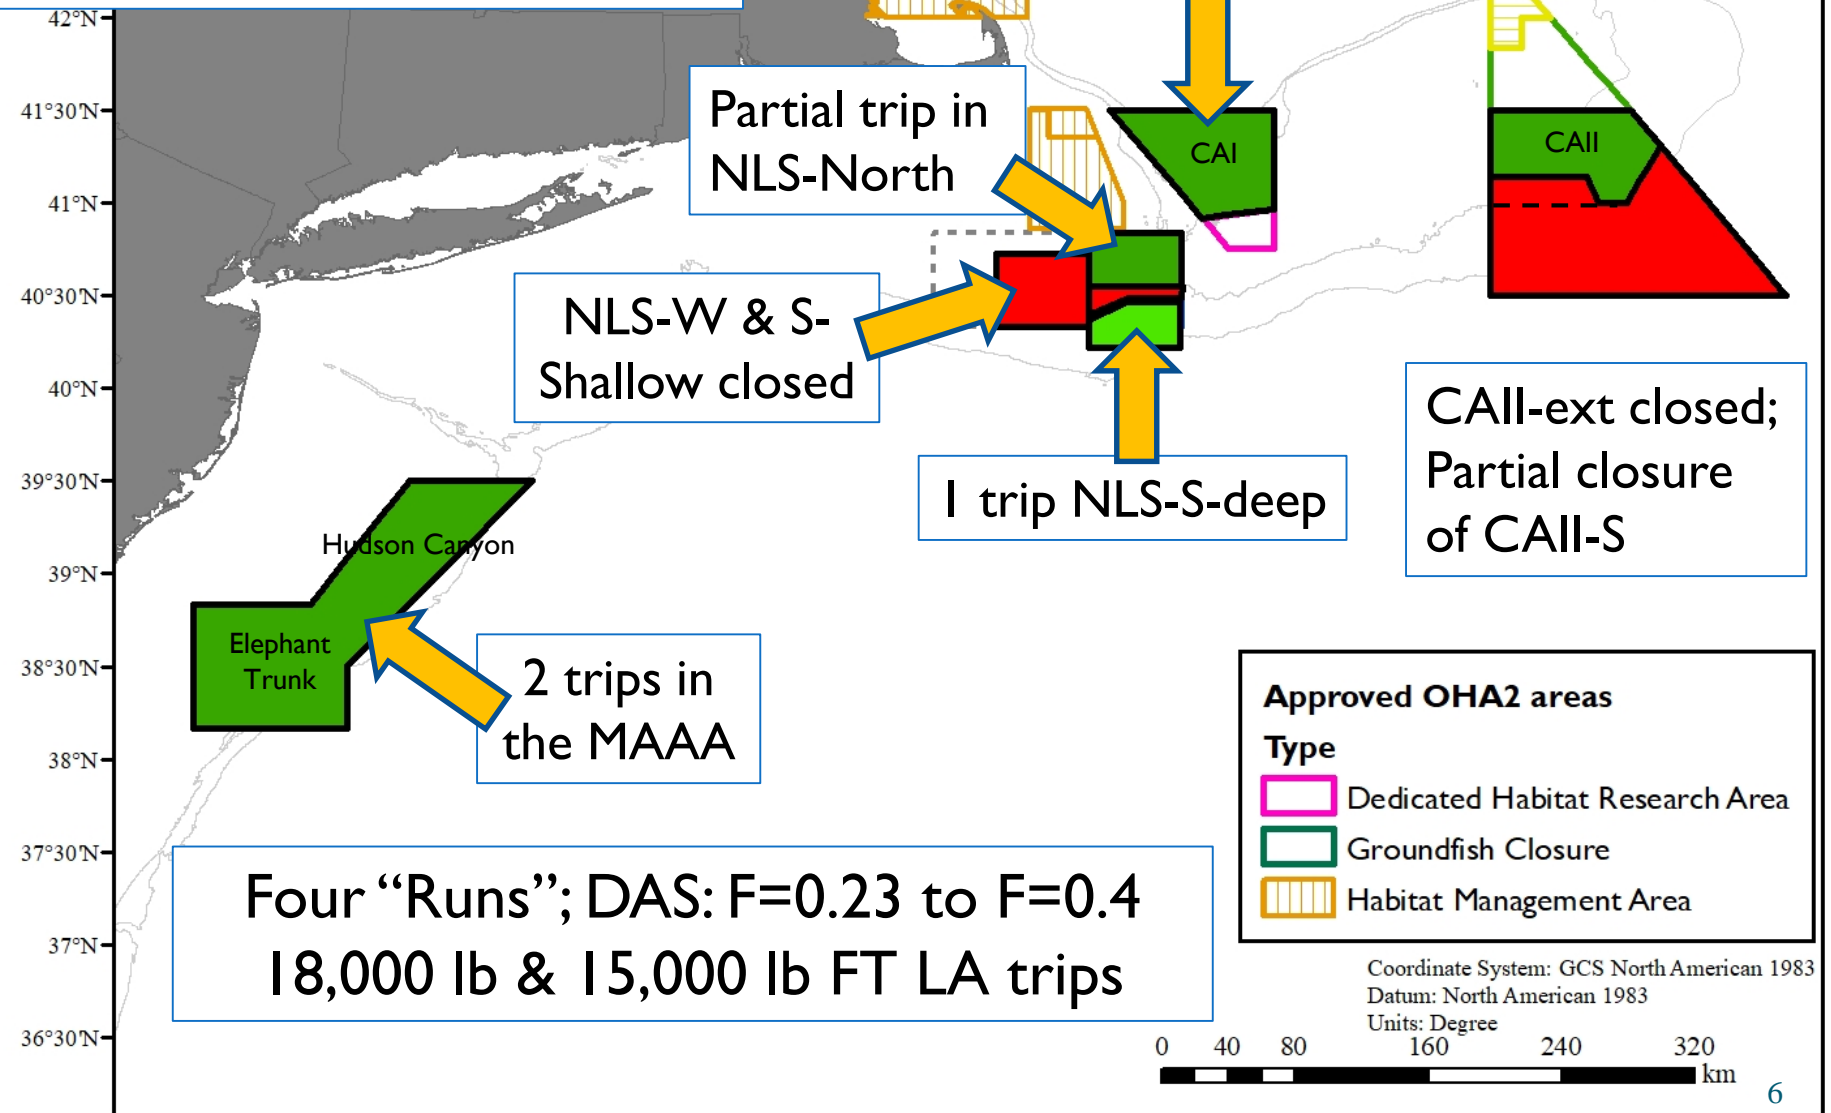 42°N
41°30'N
41°N
40°30'N
40°N
39°30'N
39°N
38°30'N
38°N
37°30'N
37°N
36°30'N
Partial trip in
NLS-North
CAI
CAII
NLS-W & S-
Shallow closed
CAII-ext closed;
Partial closure
of CAII-S
1 trip NLS-S-deep
Hudson Canyon
Elephant
Trunk
2 trips in
the MAAA
Approved OHA2 areas
Type
Dedicated Habitat Research Area
Groundfish Closure
Habitat Management Area
Four “Runs”; DAS: F=0.23 to F=0.4
18,000 lb & 15,000 lb FT LA trips
Coordinate System: GCS North American 1983
Datum: North American 1983
Units: Degree
0 40 80 160 240 320
km
6